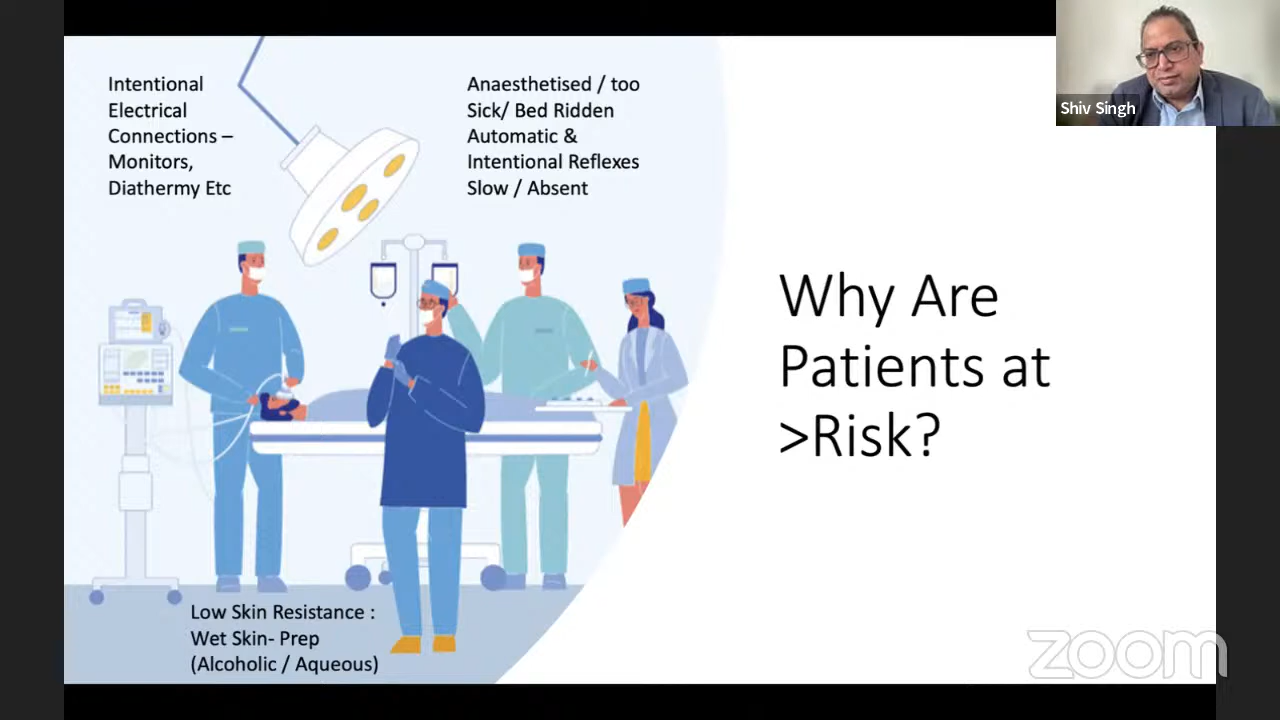 Intentional
Electrical
Connections –
Monitors,
Diathermy Etc
Anaesthetised / too
Sick/ Bed Ridden
Automatic &
Intentional Reflexes
Slow / Absent
Shiv Singh
Why Are
Patients at
>Risk?
Low Skin Resistance :
Wet Skin- Prep
(Alcoholic / Aqueous)
zoom